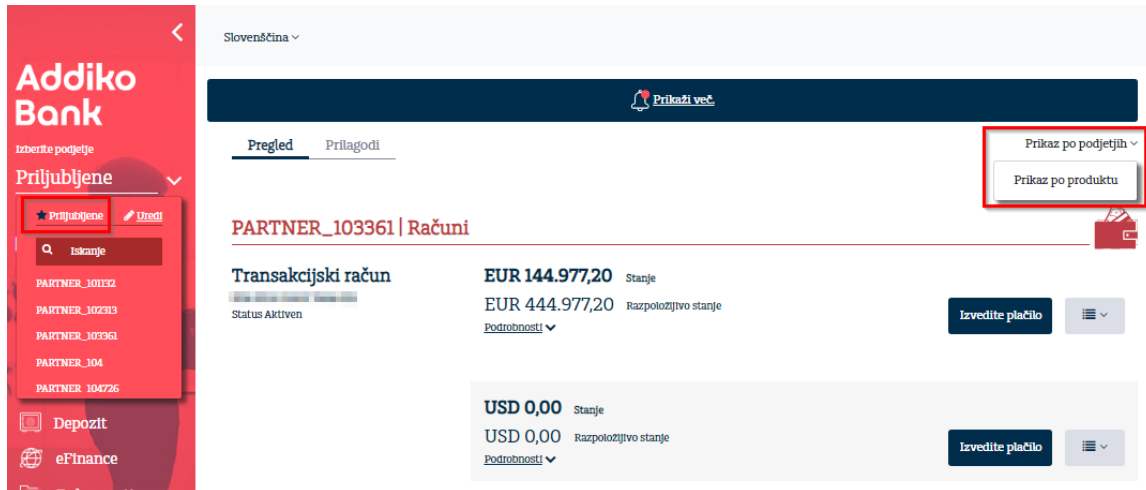 Addiko
Bank
Izberite podjetje
Priljubljene
Priljubljene Uredi
Iskanje
PARTNER_101132
PARTNER_102313
PARTNER_103361
PARTNER_104
PARTNER_104726
Depozit
eFinance
Slovenščina
Prikaži več.
Pregled Prilagodi
Prikaz po podjetjih
Prikaz po produktu
PARTNER_103361 | Računi
Transakcijski račun
Status Aktiven
EUR 144.977,20 Stanje
EUR 444.977,20 Razpoložljivo stanje
Podrobnosti
Izvedite plačilo
USD 0,00 Stanje
USD 0,00 Razpoložljivo stanje
Podrobnosti
Izvedite plačilo